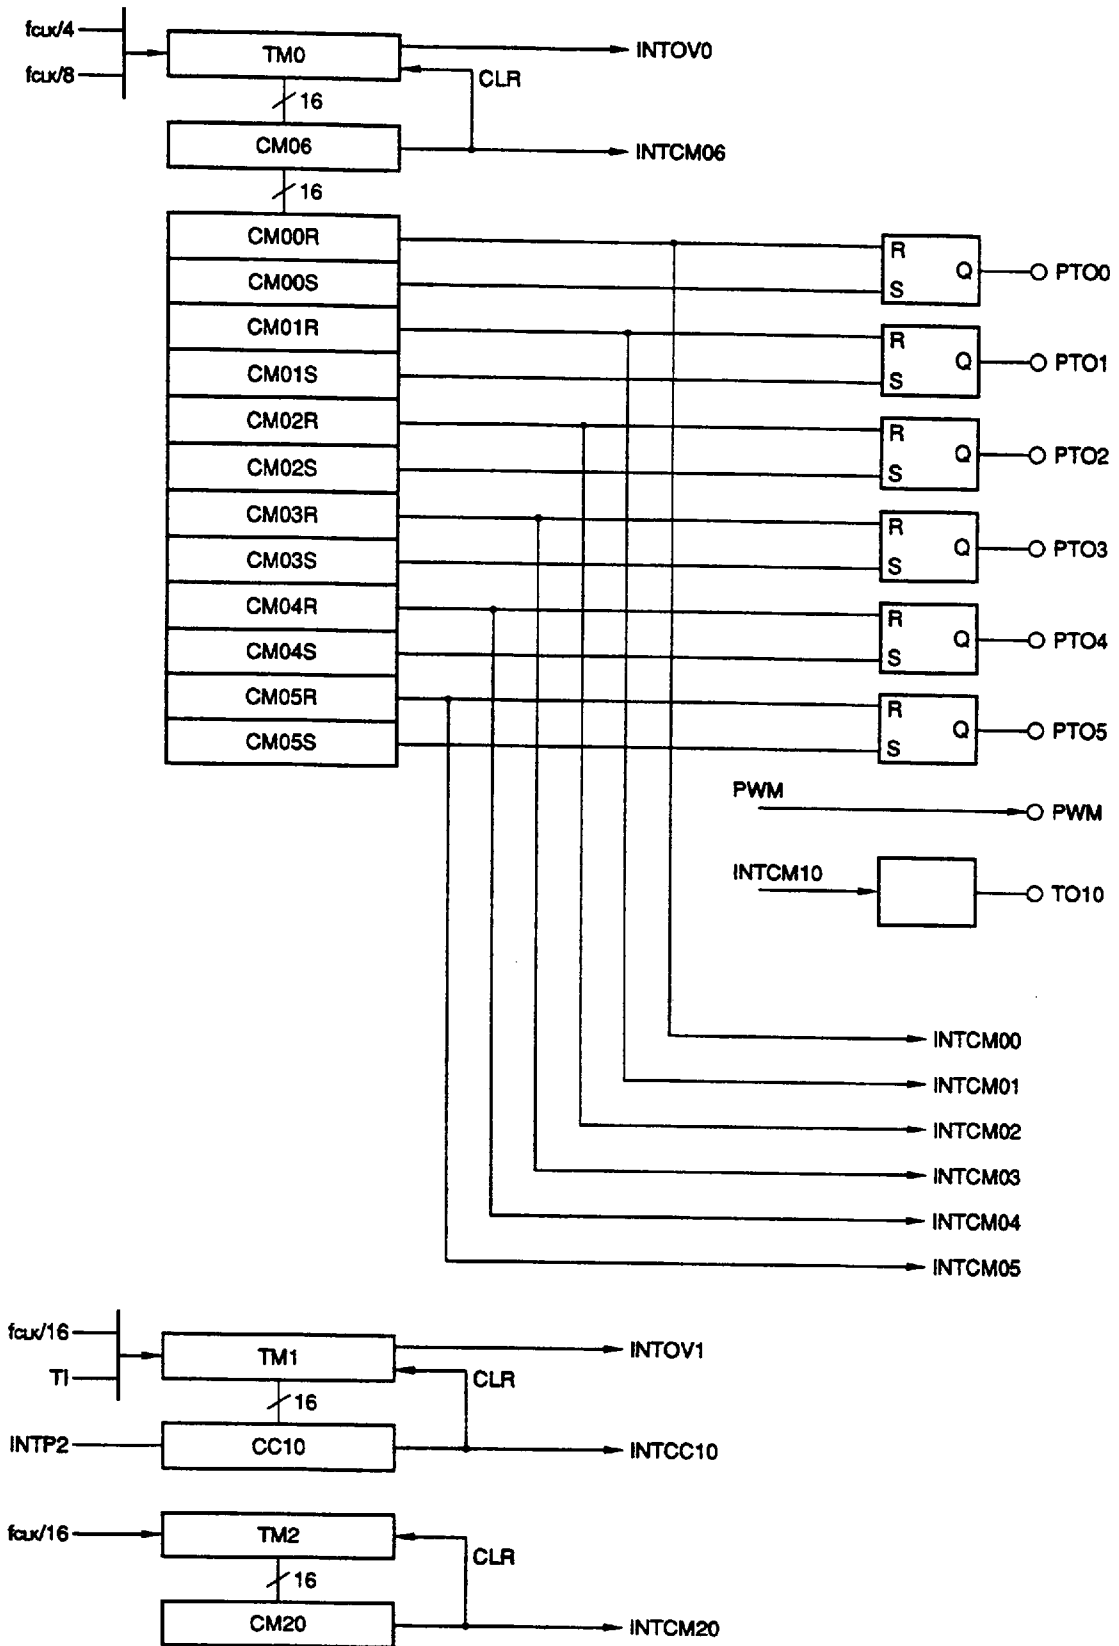 fCLK/4
TM0
INTOV0
fCLK/8
CLR
16
CM06
INTCM06
16
CM00R
R
Q
PTO0
CM00S
S
CM01R
R
Q
PTO1
CM01S
S
CM02R
R
Q
PTO2
CM02S
S
CM03R
R
Q
PTO3
CM03S
S
CM04R
R
Q
PTO4
CM04S
S
CM05R
R
Q
PTO5
CM05S
S
PWM
PWM
INTCM10
TO10
INTCM00
INTCM01
INTCM02
INTCM03
INTCM04
INTCM05
fCLK/16
TM1
INTOV1
TI
CLR
16
INTP2
CC10
INTCC10
fCLK/16
TM2
CLR
16
CM20
INTCM20